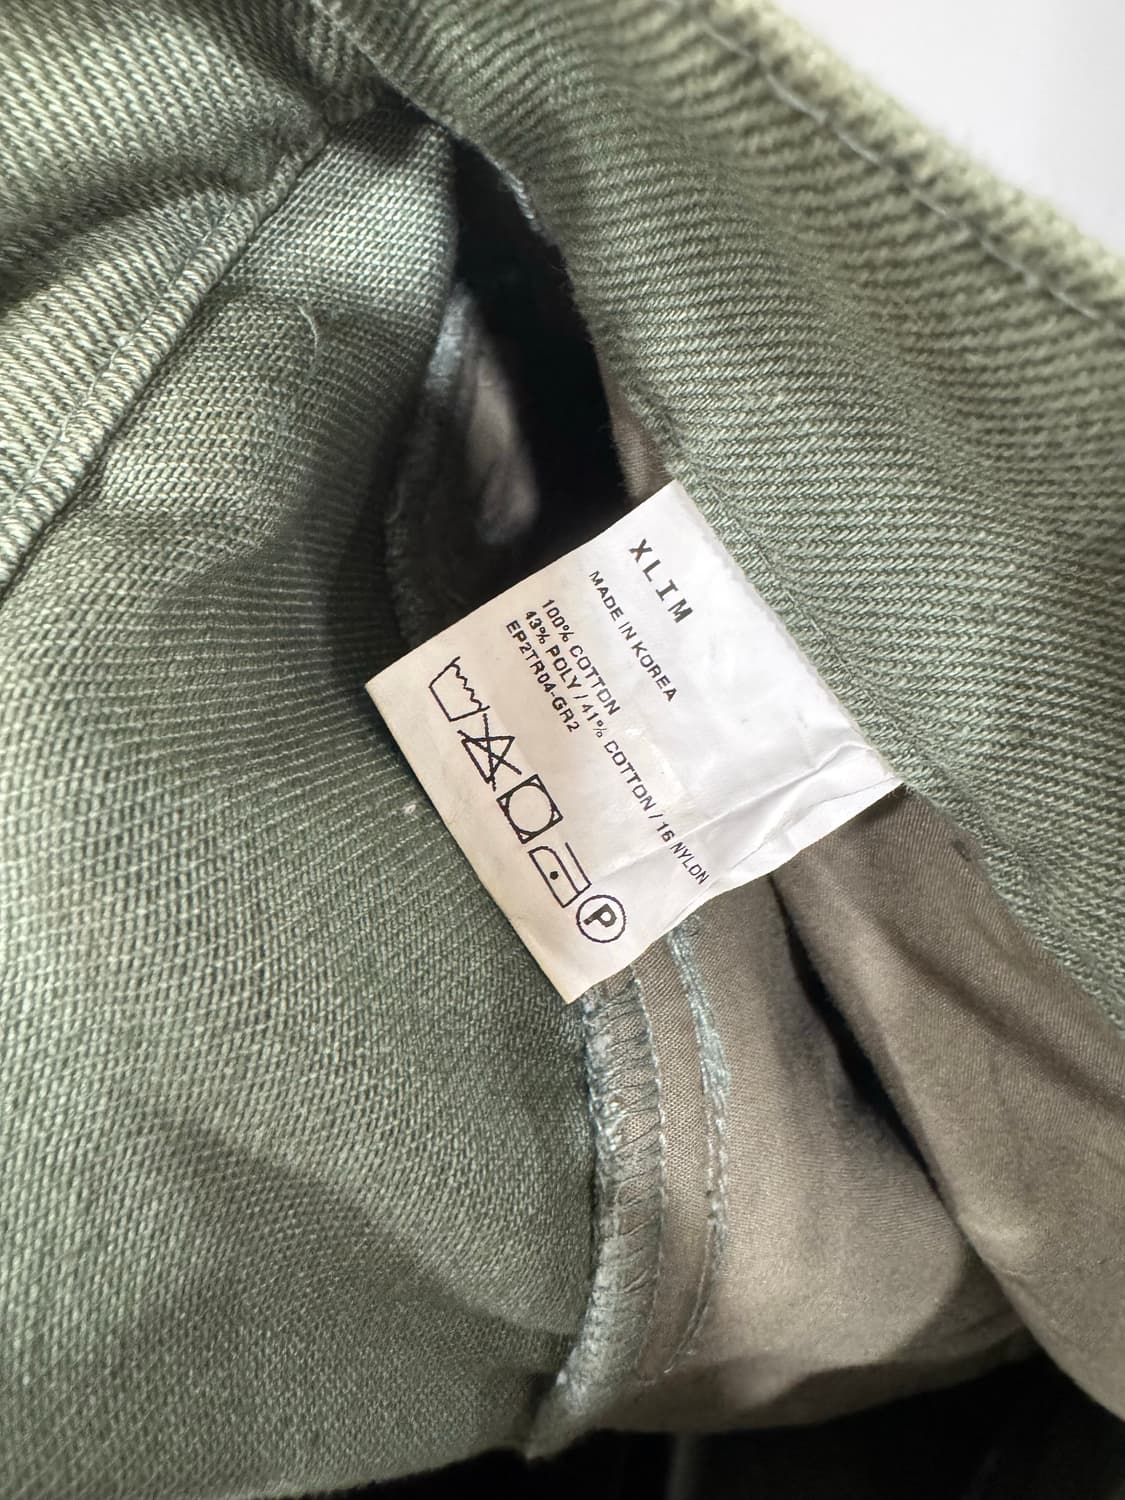 XLIM
MADE IN KOREA
100% COTTON
43% POLY / 41% COTTON / 16 NYLON
EP2TR04-GR2
P